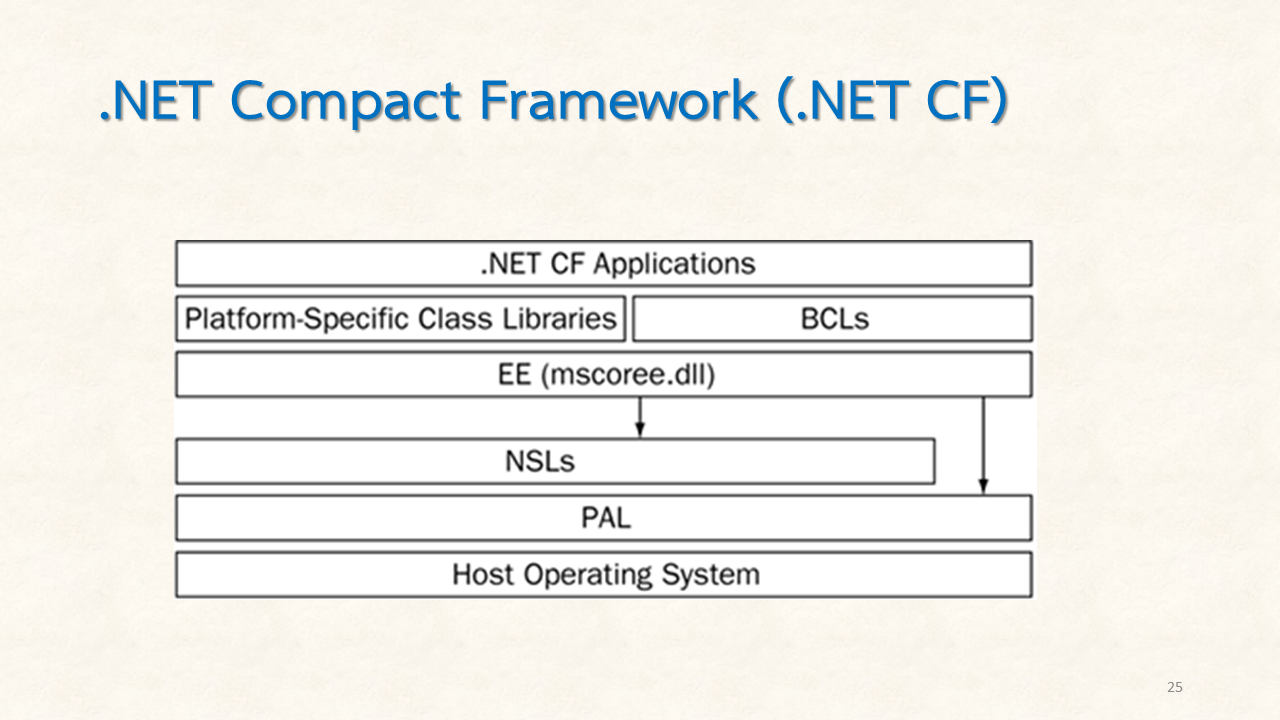 .NET Compact Framework (.NET CF)
.NET CF Applications
Platform-Specific Class Libraries
BCLs
EE (mscoree.dll)
NSLs
PAL
Host Operating System
25